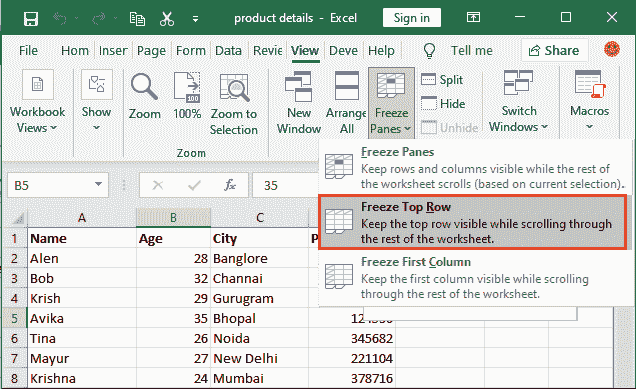 product details - Excel
Sign in
File Hom Inser Page Form Data Revie View Deve Help Tell me Share
Workbook Views
Show
Zoom
100%
Zoom to Selection
Zoom
New Window
Arrange All
Freeze Panes
Split
Hide
Unhide
Switch Windows
Macros
Freeze Panes
Keep rows and columns visible while the rest of
the worksheet scrolls (based on current selection).
Freeze Top Row
Keep the top row visible while scrolling through
the rest of the worksheet.
Freeze First Column
Keep the first column visible while scrolling
through the rest of the worksheet.
B5 fx 35
A B C
1 Name Age City P
2 Alen 28 Banglore
3 Bob 32 Channai
4 Krish 29 Gurugram
5 Avika 35 Bhopal
6 Tina 26 Noida 345682
7 Mayur 27 New Delhi 221104
8 Krishna 24 Mumbai 378716